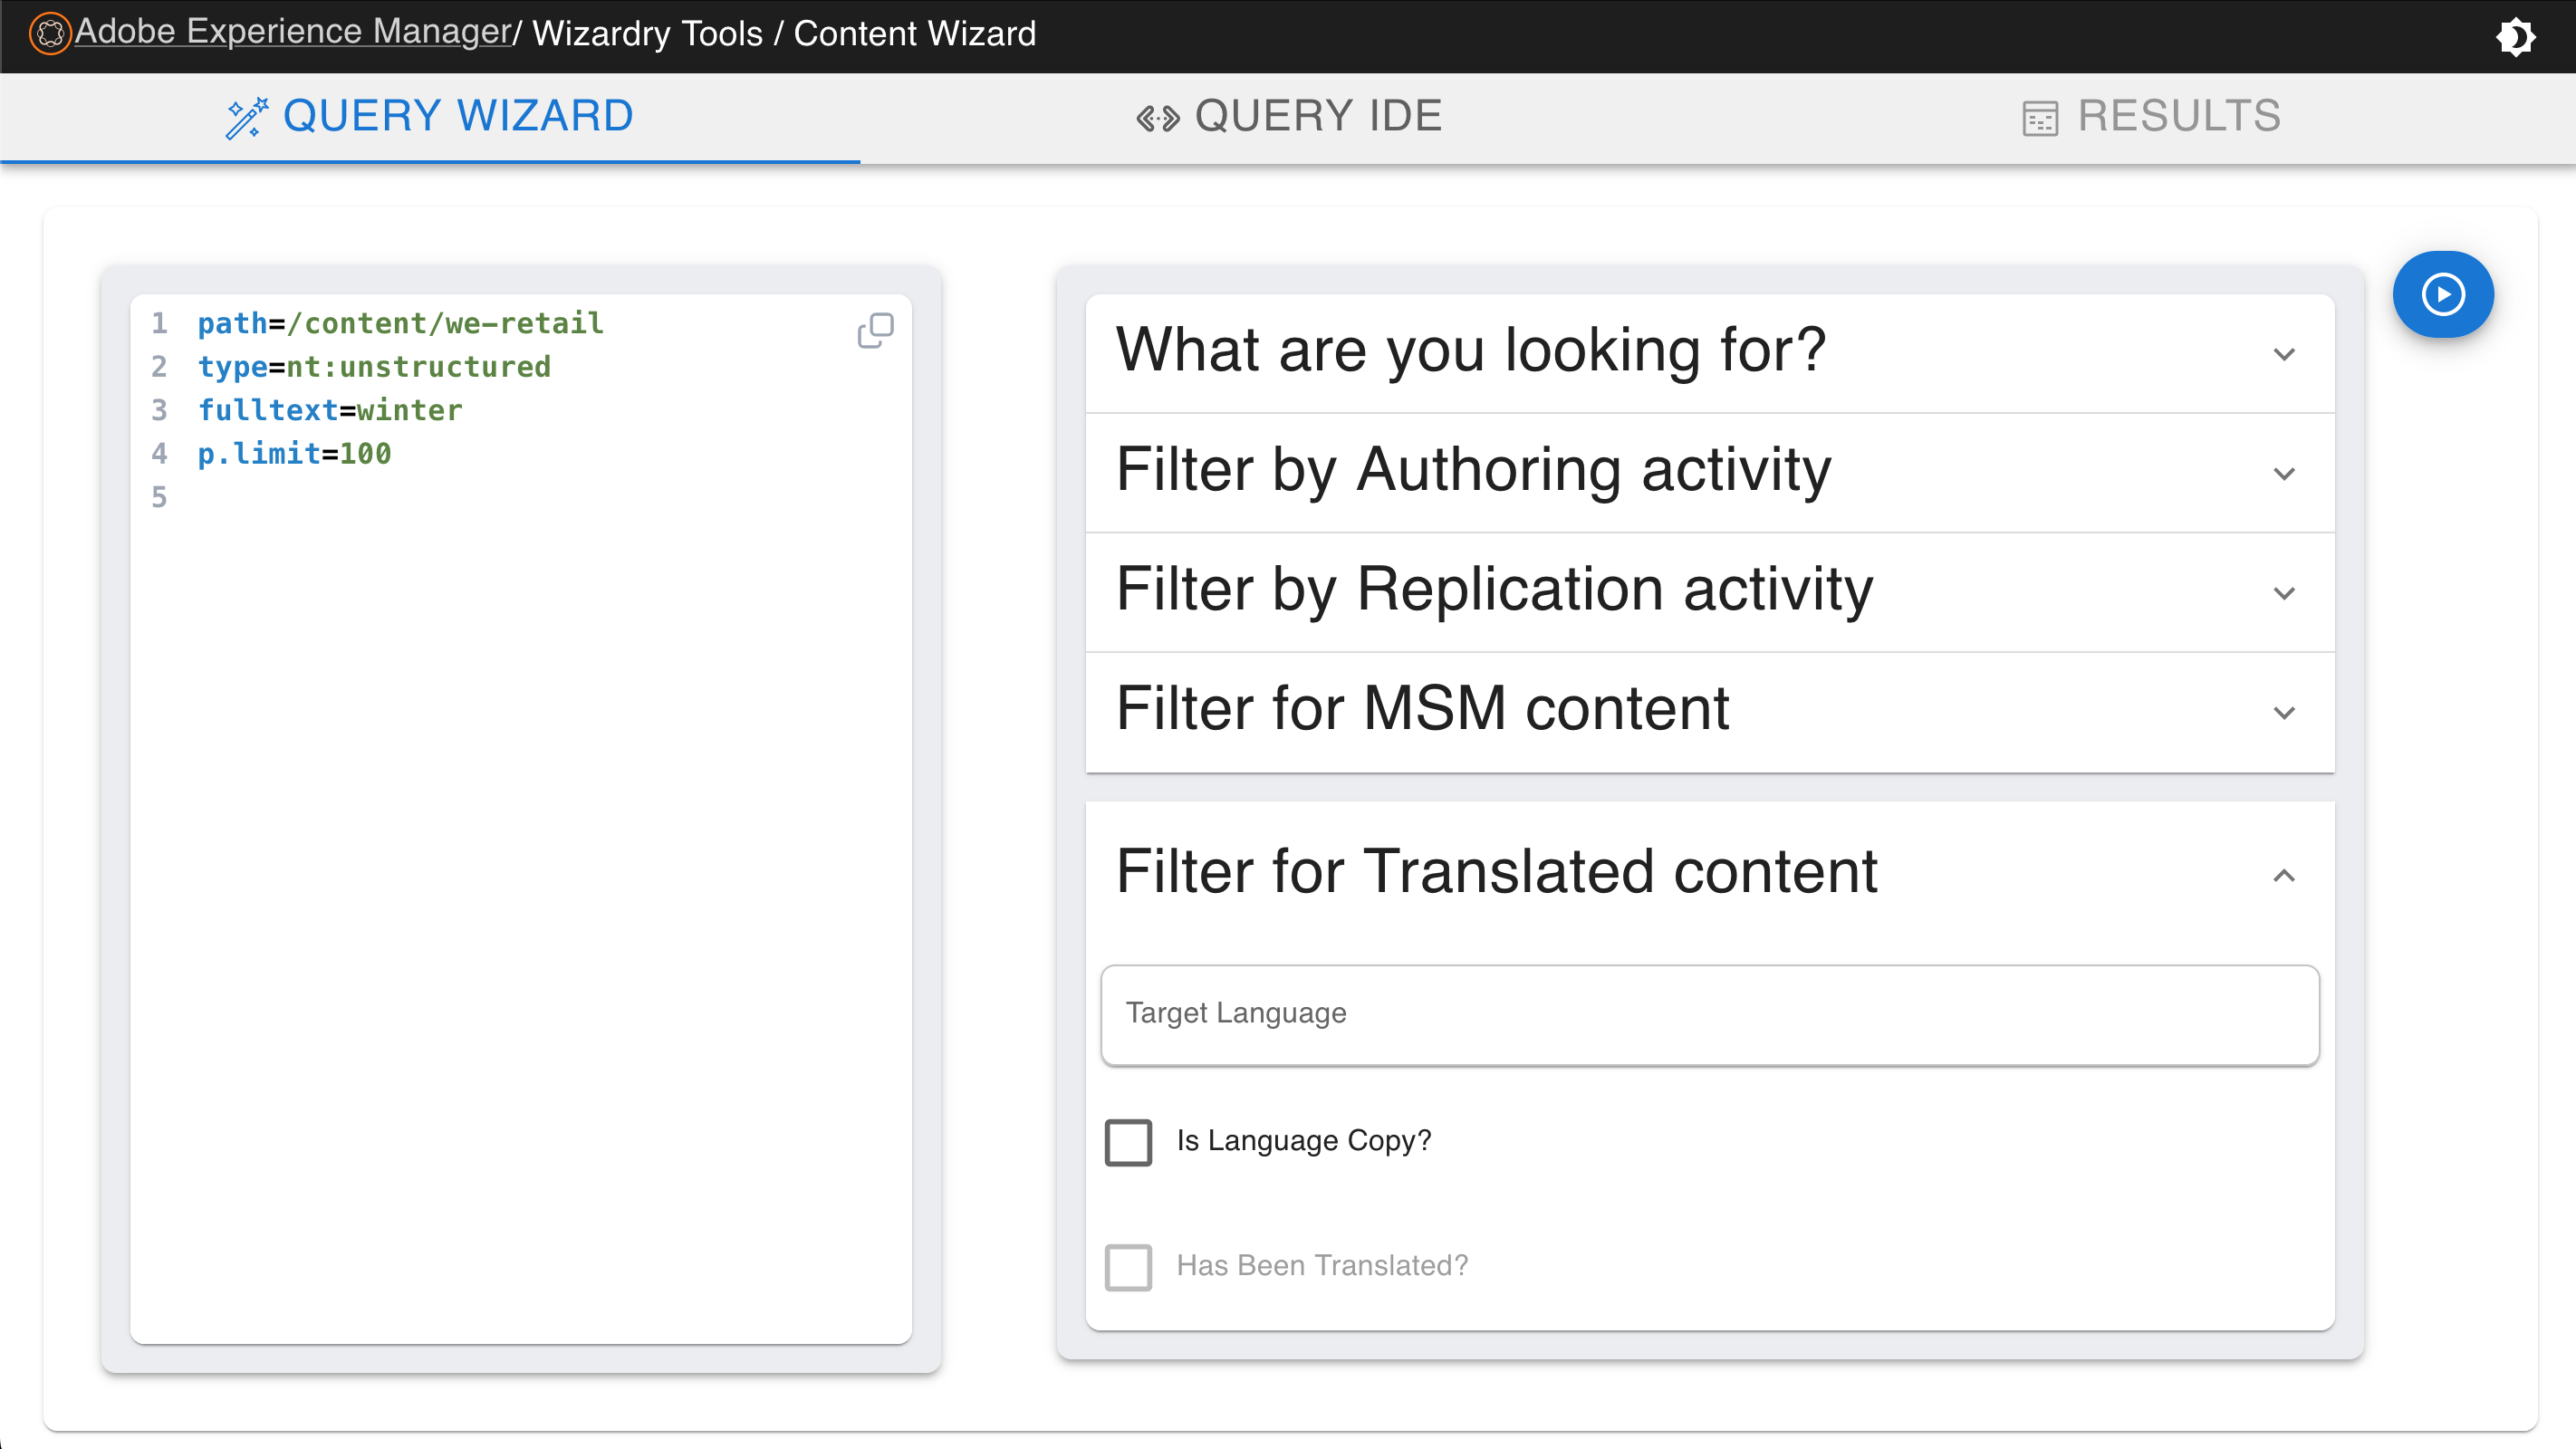 Adobe Experience Manager/ Wizardry Tools / Content Wizard
QUERY WIZARD
QUERY IDE
RESULTS
1 path=/content/we-retail
2 type=nt:unstructured
3 fulltext=winter
4 p.limit=100
5
What are you looking for?
Filter by Authoring activity
Filter by Replication activity
Filter for MSM content
Filter for Translated content
Target Language
Is Language Copy?
Has Been Translated?